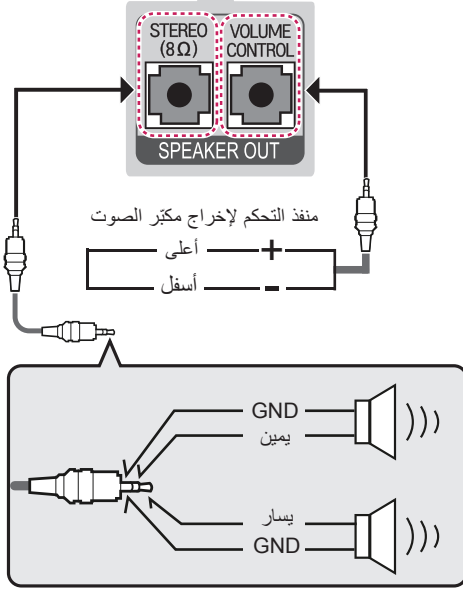 STEREO
(8Ω)
VOLUME
CONTROL
SPEAKER OUT
منفذ التحكم لإخراج مكبّر الصوت
أعلى +
أسفل -
GND
يمين
يسار
GND